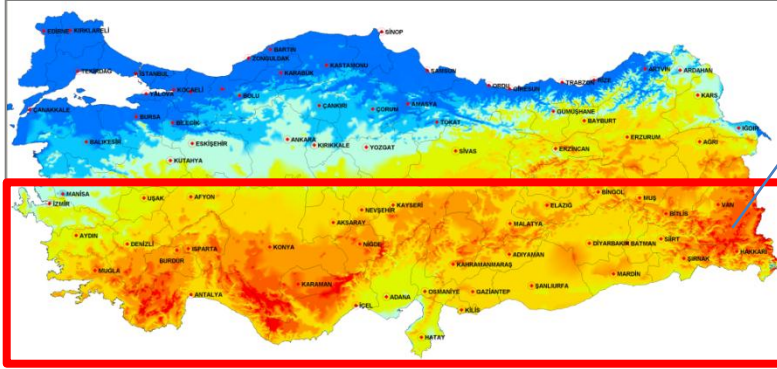 EDİRNE KIRKLARELİ SİNOP
BARTIN
ZONGULDAK
TEKİRDAĞ İSTANBUL KARABÜK KASTAMONU SAMSUN ARTVİN ARDAHAN
YALOVA KOCAELİ BOLU ORDU GİRESUN TRABZON RİZE
ÇANAKKALE ÇANKIRI ÇORUM AMASYA KARS
BURSA BİLECİK TOKAT GÜMÜŞHANE BAYBURT IĞDIR
BALIKESİR ESKİŞEHİR ANKARA KIRIKKALE YOZGAT SİVAS ERZİNCAN ERZURUM AĞRI
KÜTAHYA
MANİSA UŞAK AFYON BİNGÖL MUŞ VAN
İZMİR NEVŞEHİR KAYSERİ ELAZIĞ BİTLİS
AKSARAY MALATYA
AYDIN DENİZLİ ISPARTA KONYA NİĞDE ADIYAMAN DİYARBAKIR BATMAN SİİRT HAKKARİ
BURDUR KAHRAMANMARAŞ ŞIRNAK
MUĞLA KARAMAN MARDİN
ANTALYA İÇEL ADANA OSMANİYE GAZİANTEP ŞANLIURFA
KİLİS
HATAY